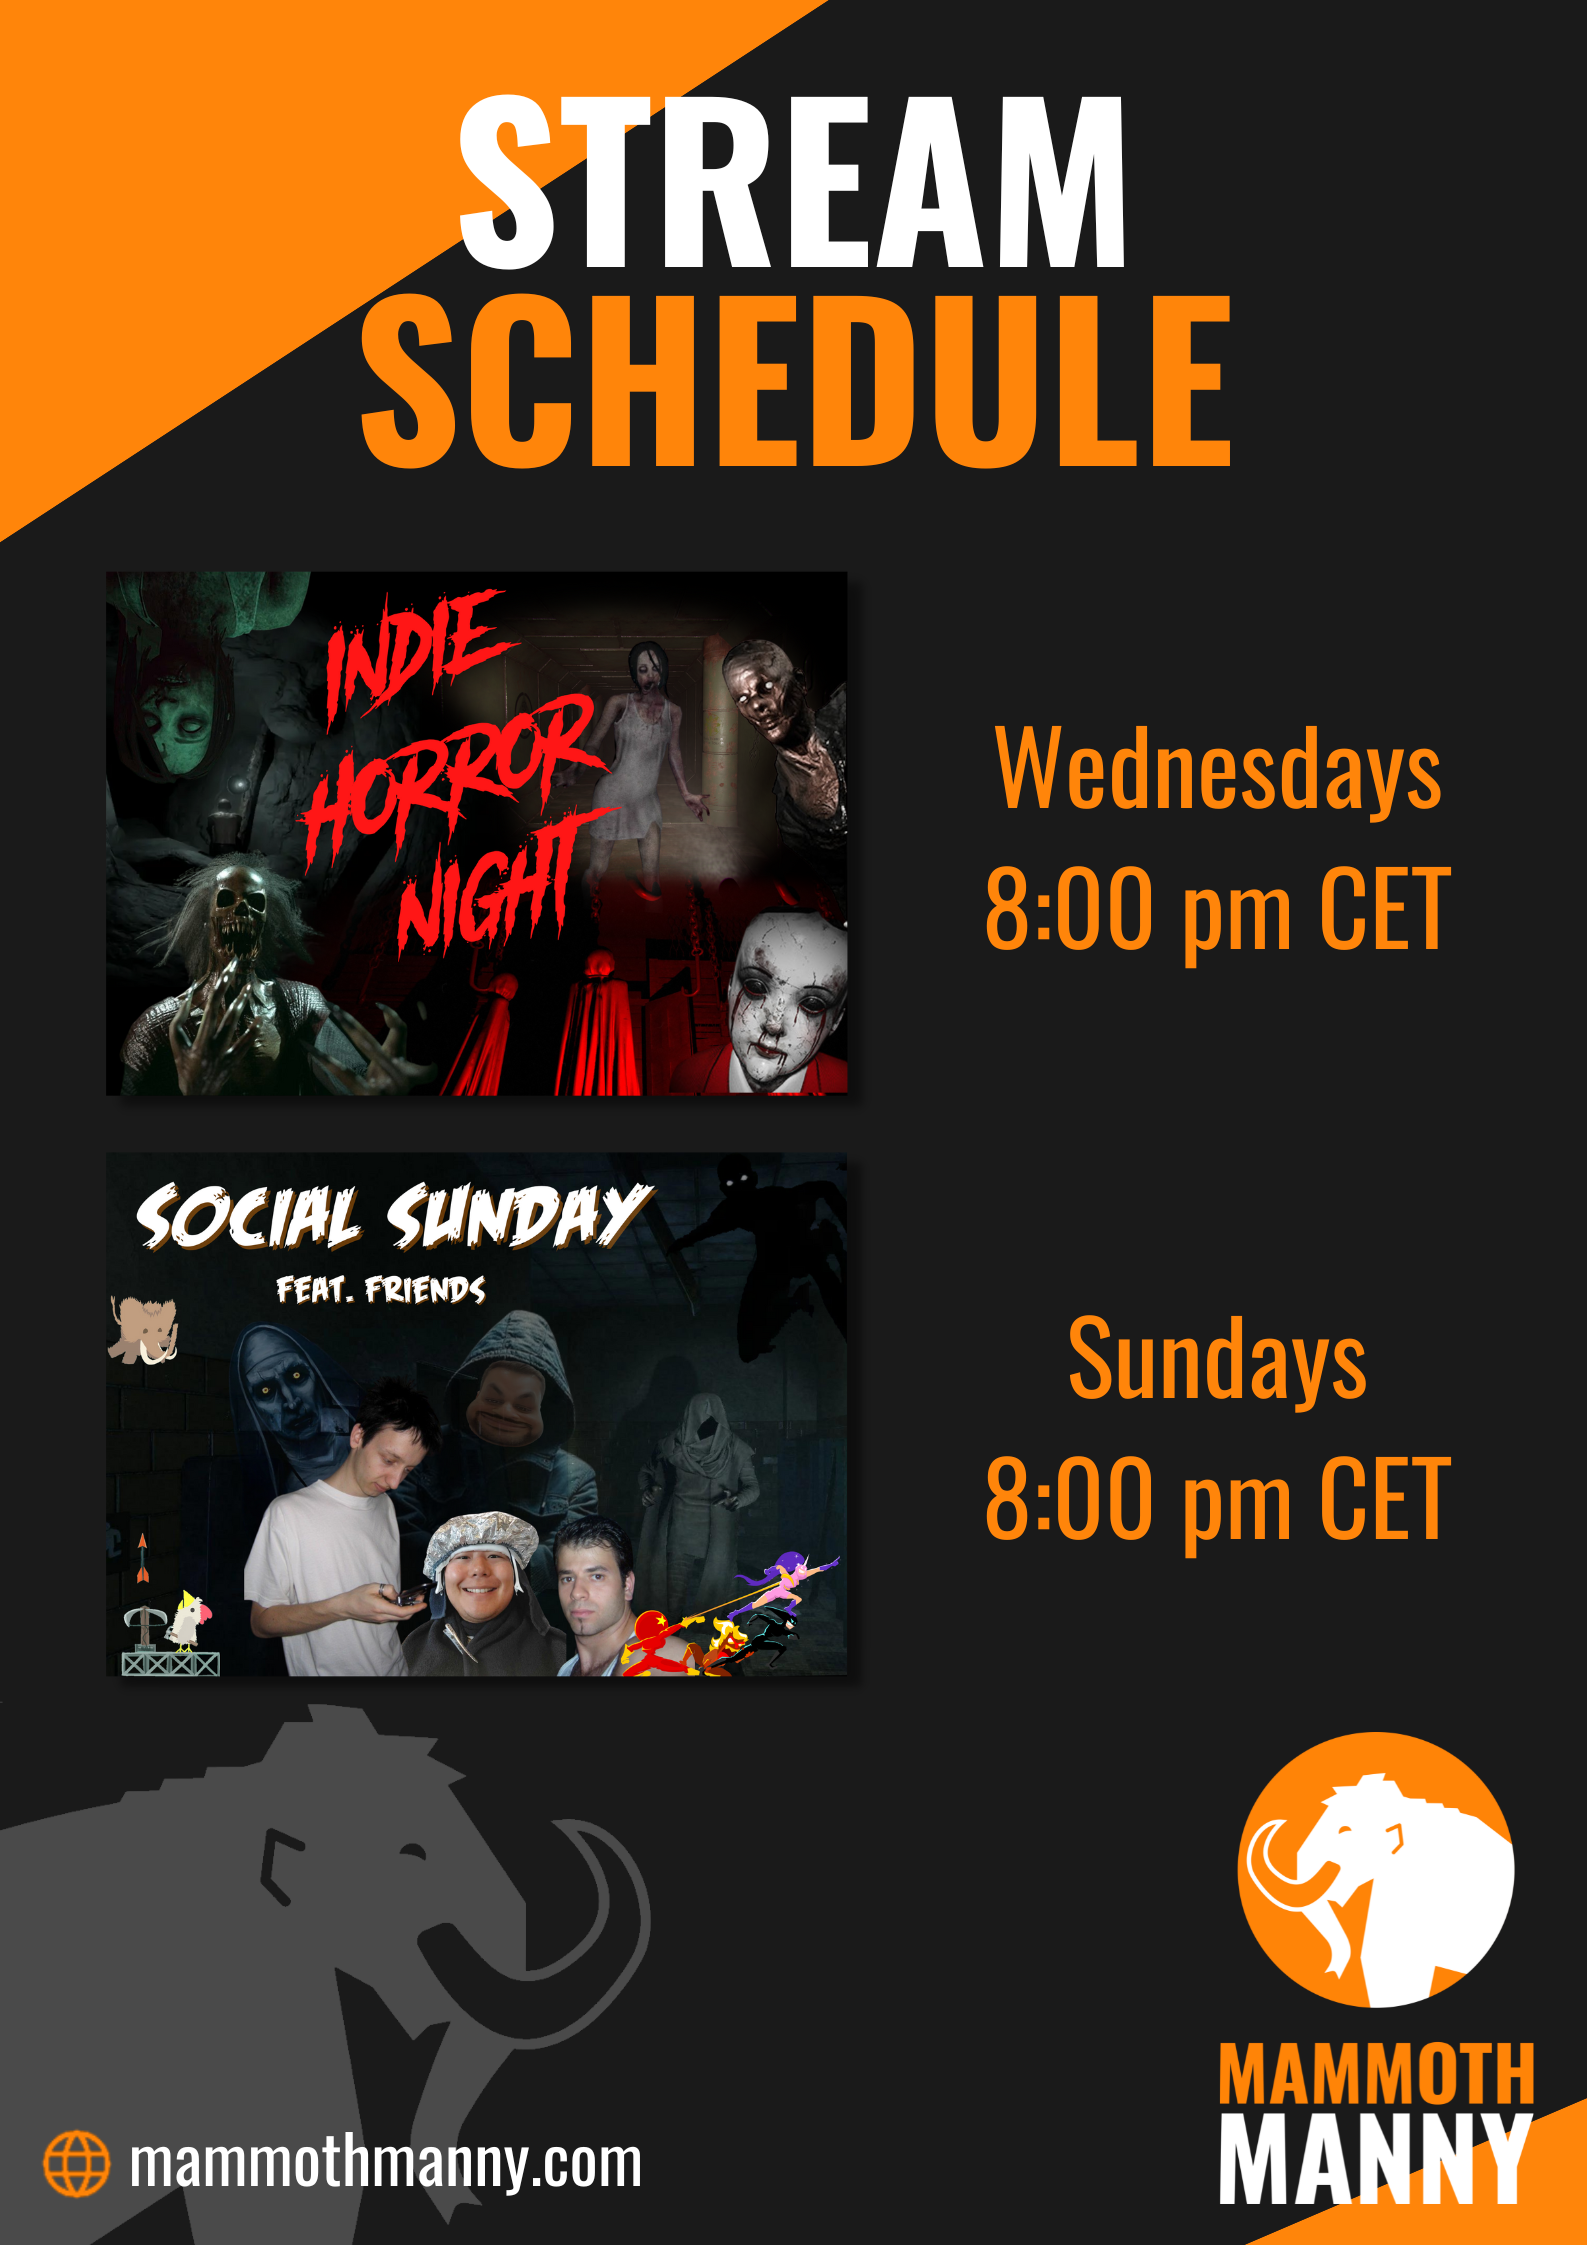 STREAM
SCHEDULE
INDIE
HORROR
NIGHT
Wednesdays
8:00 pm CET
SOCIAL SUNDAY
FEAT. FRIENDS
Sundays
8:00 pm CET
MAMMOTH
MANNY
mammothmanny.com